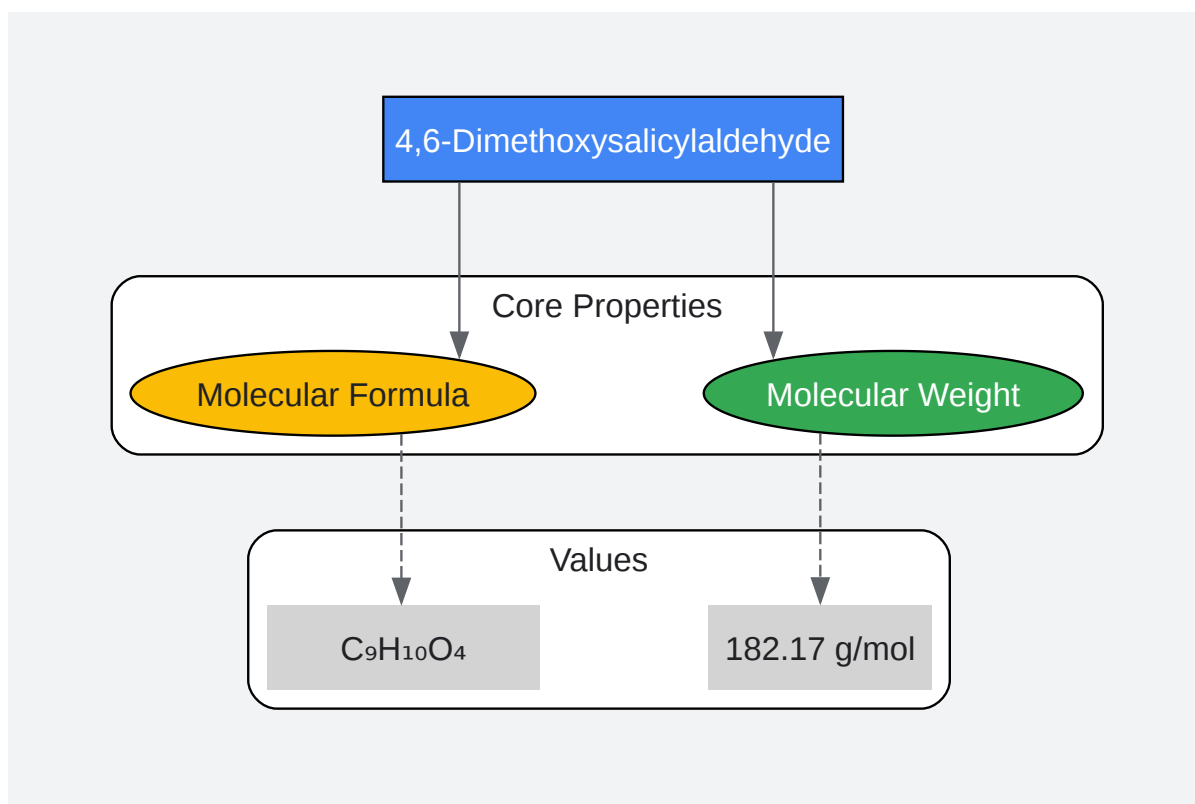 4,6-Dimethoxysalicylaldehyde
Core Properties
Molecular Formula
Molecular Weight
Values
C₉H₁₀O₄
182.17 g/mol